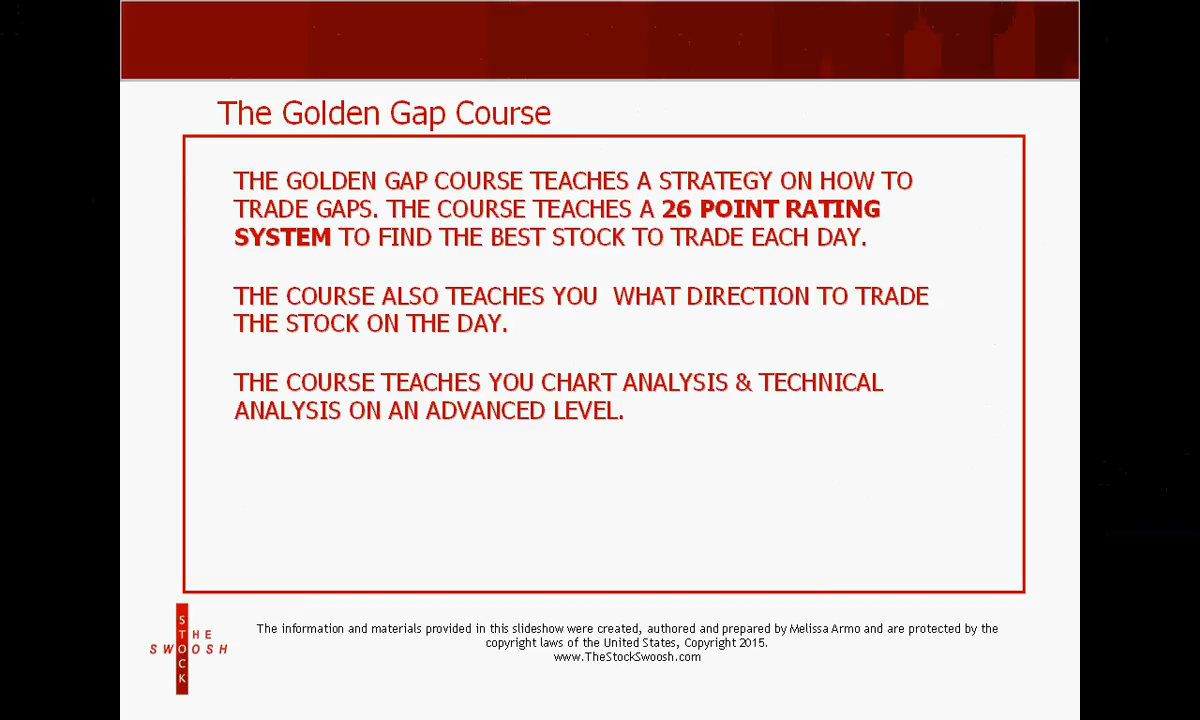 The Golden Gap Course
THE GOLDEN GAP COURSE TEACHES A STRATEGY ON HOW TO
TRADE GAPS. THE COURSE TEACHES A 26 POINT RATING
SYSTEM TO FIND THE BEST STOCK TO TRADE EACH DAY.
THE COURSE ALSO TEACHES YOU  WHAT DIRECTION TO TRADE
THE STOCK ON THE DAY.
THE COURSE TEACHES YOU CHART ANALYSIS & TECHNICAL
ANALYSIS ON AN ADVANCED LEVEL.
THE
STOCK
SWOOSH
The information and materials provided in this slideshow were created, authored and prepared by Melissa Armo and are protected by the
copyright laws of the United States, Copyright 2015.
www.TheStockSwoosh.com